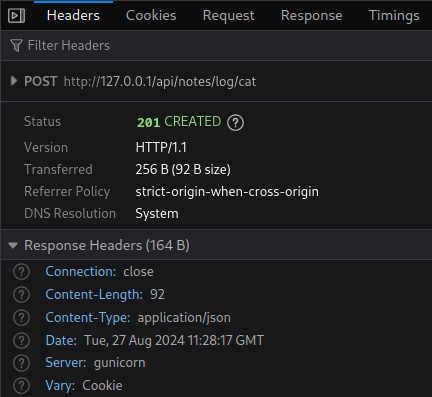 Headers Cookies Request Response Timings
Filter Headers
POST http://127.0.0.1/api/notes/log/cat
Status 201 CREATED ?
Version HTTP/1.1
Transferred 256 B (92 B size)
Referrer Policy strict-origin-when-cross-origin
DNS Resolution System
Response Headers (164 B)
? Connection: close
? Content-Length: 92
? Content-Type: application/json
? Date: Tue, 27 Aug 2024 11:28:17 GMT
? Server: gunicorn
? Vary: Cookie